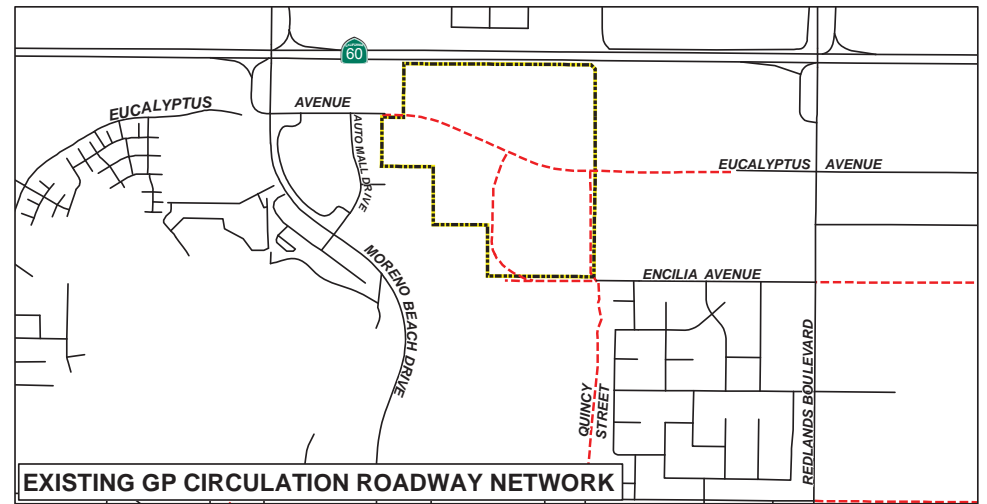 60
EUCALYPTUS
AVENUE
AUTO MALL DRIVE
EUCALYPTUS AVENUE
MORENO BEACH DRIVE
ENCILIA AVENUE
QUINCY
STREET
REDLANDS BOULEVARD
EXISTING GP CIRCULATION ROADWAY NETWORK